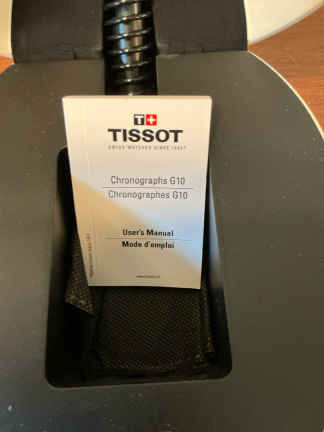 T+
TISSOT
SWISS WATCHES SINCE 1853
Chronographs G10
Chronographes G10
User's Manual
Mode d'emploi